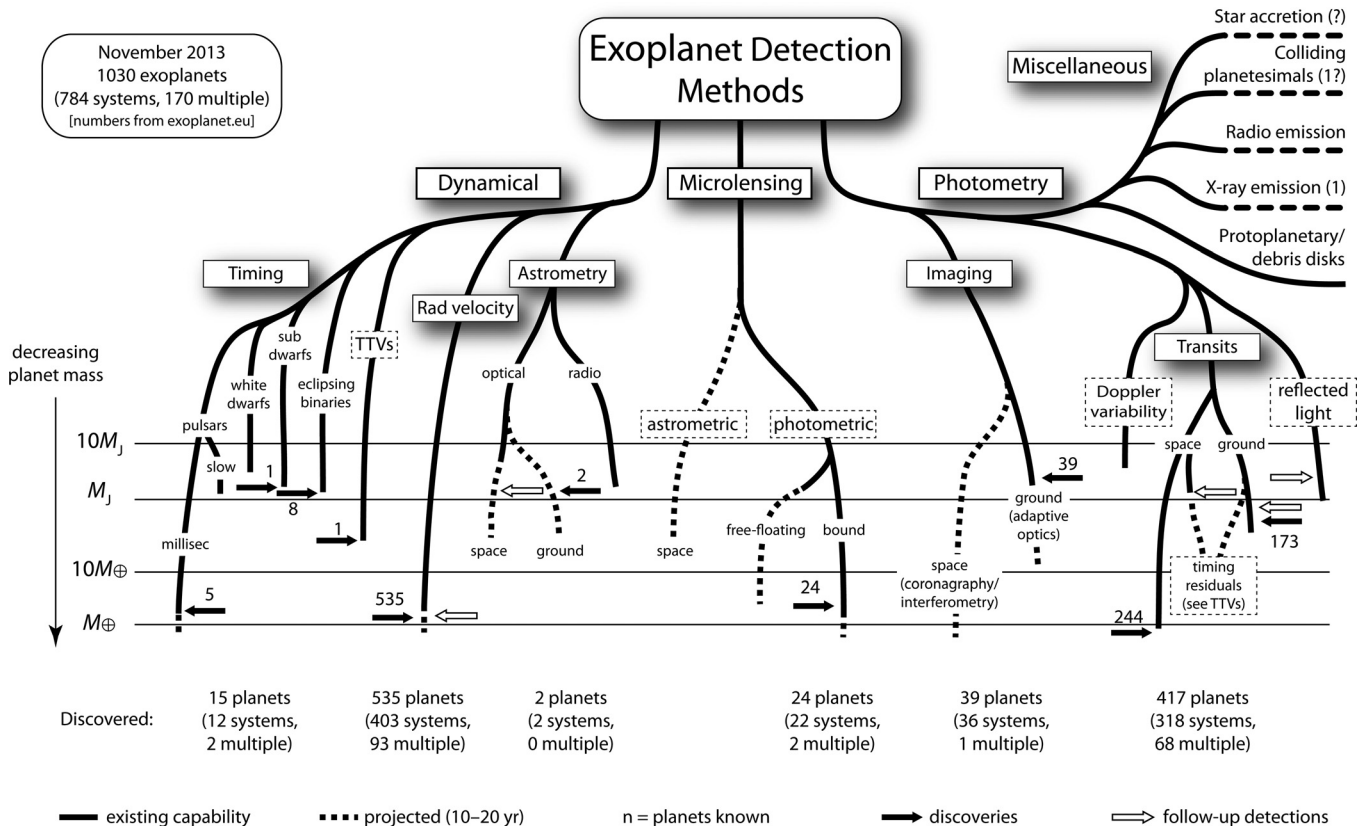 November 2013
1030 exoplanets
(784 systems, 170 multiple)
[numbers from exoplanet.eu]
Exoplanet Detection
Methods
Miscellaneous
Star accretion (?)
Colliding
planetesimals (1?)
Radio emission
X-ray emission (1)
Protoplanetary/
debris disks
Dynamical
Microlensing
Photometry
Timing
Astrometry
Imaging
Rad velocity
Transits
decreasing
planet mass
pulsars
slow
millisec
white
dwarfs
sub
dwarfs
eclipsing
binaries
TTVs
optical
radio
space
ground
astrometric
space
photometric
free-floating
bound
ground
(adaptive
optics)
space
(coronagraphy/
interferometry)
Doppler
variability
space
ground
reflected
light
timing
residuals
(see TTVs)
10MJ
MJ
10M⊕
M⊕
1
8
1
5
535
2
24
39
173
244
Discovered:
15 planets
(12 systems,
2 multiple)
535 planets
(403 systems,
93 multiple)
2 planets
(2 systems,
0 multiple)
24 planets
(22 systems,
2 multiple)
39 planets
(36 systems,
1 multiple)
417 planets
(318 systems,
68 multiple)
existing capability
projected (10–20 yr)
n = planets known
discoveries
follow-up detections